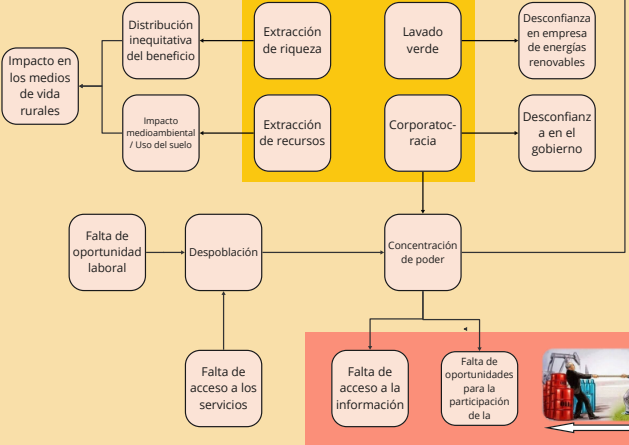 Distribución
inequitativa
del beneficio
Extracción
de riqueza
Lavado
verde
Desconfianza
en empresa
de energías
renovables
Impacto en
los medios
de vida
rurales
Impacto
medioambiental
/ Uso del suelo
Extracción
de recursos
Corporatoc-
racia
Desconfianz
a en el
gobierno
Falta de
oportunidad
laboral
Despoblación
Concentración
de poder
Falta de
acceso a los
servicios
Falta de
acceso a la
información
Falta de
oportunidades
para la
participación
de la